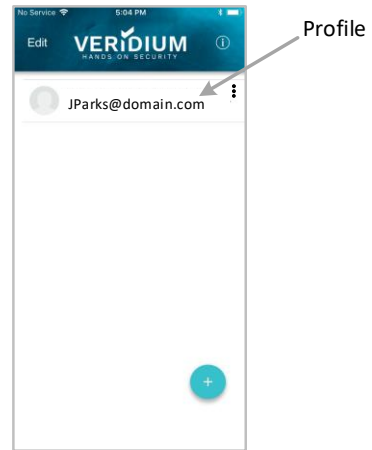 No Service 5:04 PM
Profile
Edit VERIDIUM
HANDS ON SECURITY
JParks@domain.com
+